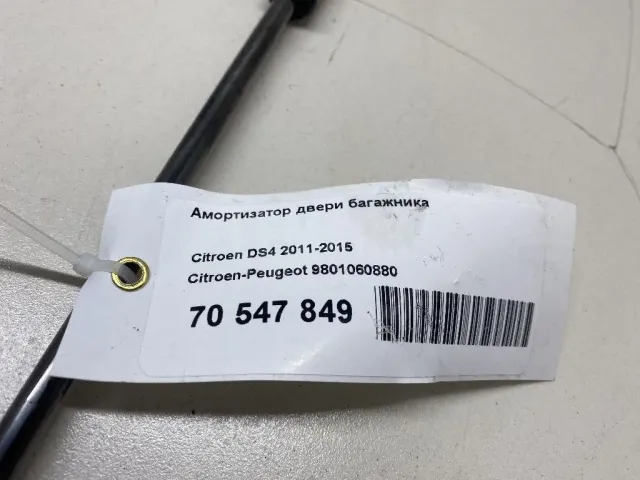 Амортизатор двери багажника
Citroen DS4 2011-2015
Citroen-Peugeot 9801060880
70 547 849